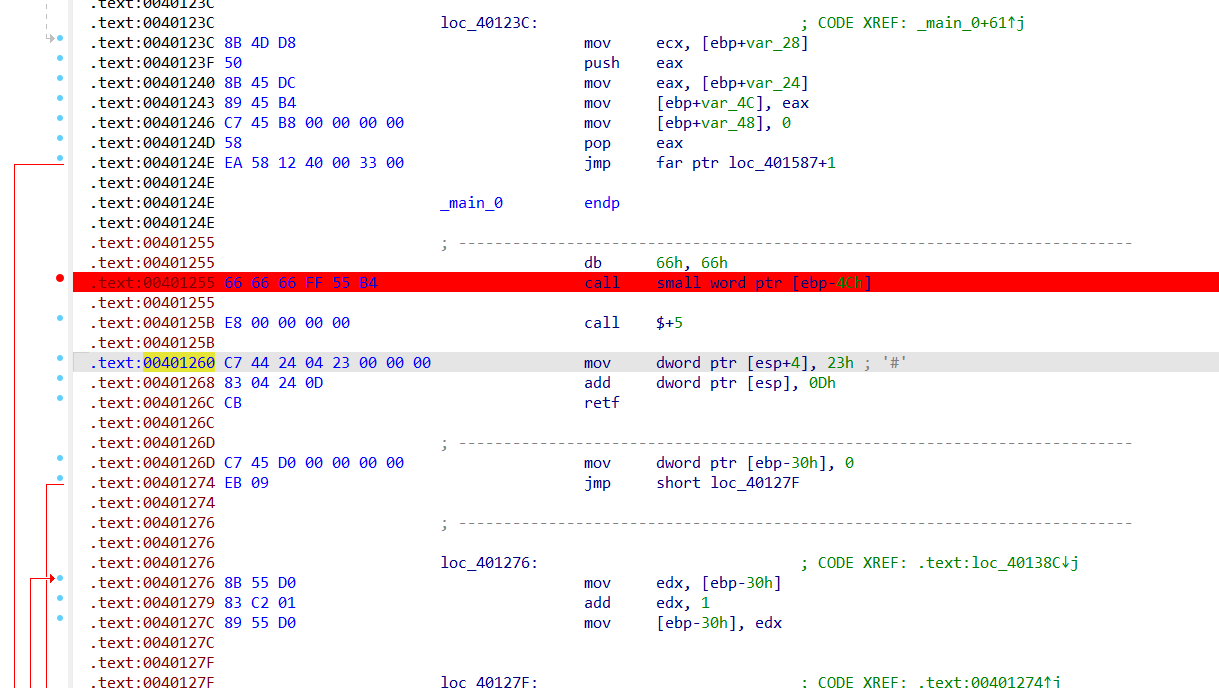 .text:0040123C
.text:0040123C loc_40123C: ; CODE XREF: _main_0+61↑j
.text:0040123C 8B 4D D8 mov ecx, [ebp+var_28]
.text:0040123F 50 push eax
.text:00401240 8B 45 DC mov eax, [ebp+var_24]
.text:00401243 89 45 B4 mov [ebp+var_4C], eax
.text:00401246 C7 45 B8 00 00 00 00 mov [ebp+var_48], 0
.text:0040124D 58 pop eax
.text:0040124E EA 58 12 40 00 33 00 jmp far ptr loc_401587+1
.text:0040124E
.text:0040124E _main_0 endp
.text:0040124E
.text:00401255 ; ---------------------------------------------------------------------------
.text:00401255 db 66h, 66h
.text:00401255 66 66 66 FF 55 B4 call small word ptr [ebp-4Ch]
.text:00401255
.text:0040125B E8 00 00 00 00 call $+5
.text:0040125B
.text:00401260 C7 44 24 04 23 00 00 00 mov dword ptr [esp+4], 23h ; '#'
.text:00401268 83 04 24 0D add dword ptr [esp], 0Dh
.text:0040126C CB retf
.text:0040126C
.text:0040126D ; ---------------------------------------------------------------------------
.text:0040126D C7 45 D0 00 00 00 00 mov dword ptr [ebp-30h], 0
.text:00401274 EB 09 jmp short loc_40127F
.text:00401274
.text:00401276 ; ---------------------------------------------------------------------------
.text:00401276
.text:00401276 loc_401276: ; CODE XREF: .text:loc_40138C↓j
.text:00401276 8B 55 D0 mov edx, [ebp-30h]
.text:00401279 83 C2 01 add edx, 1
.text:0040127C 89 55 D0 mov [ebp-30h], edx
.text:0040127C
.text:0040127F
.text:0040127F loc_40127F: ; CODE XREF: .text:00401274↑j